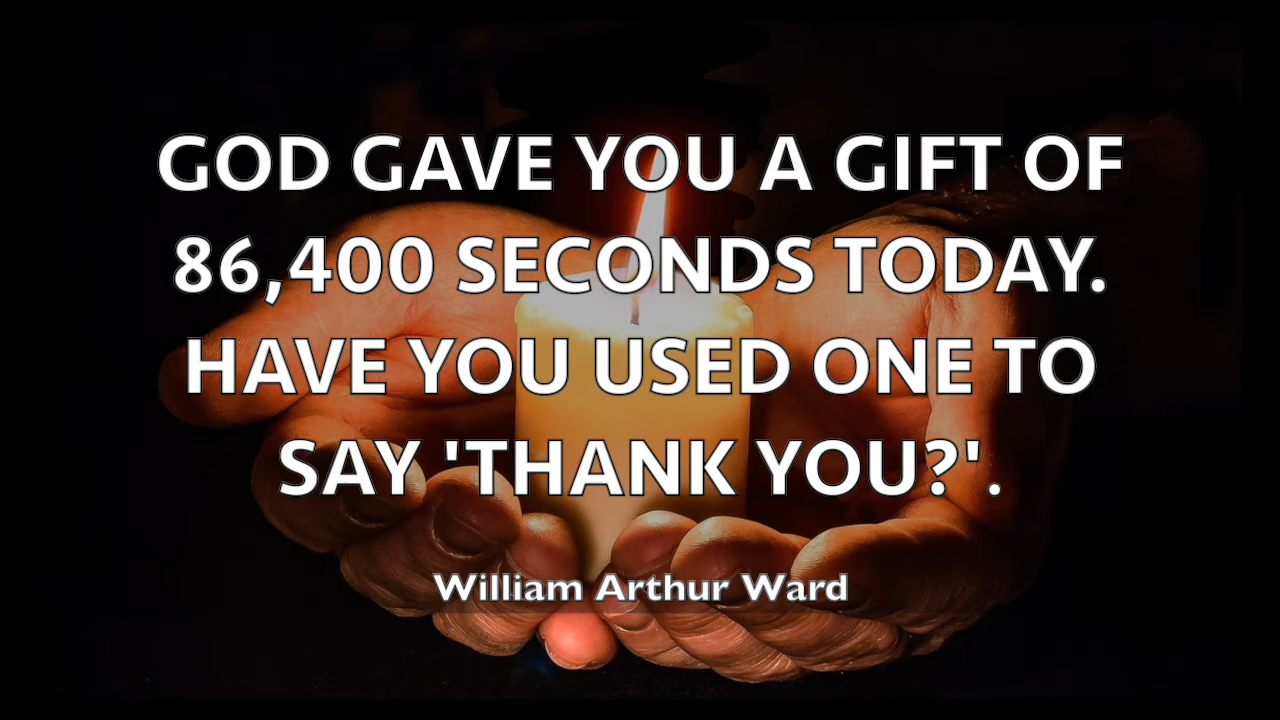 GOD GAVE YOU A GIFT OF
86,400 SECONDS TODAY.
HAVE YOU USED ONE TO
SAY 'THANK YOU?' .
William Arthur Ward